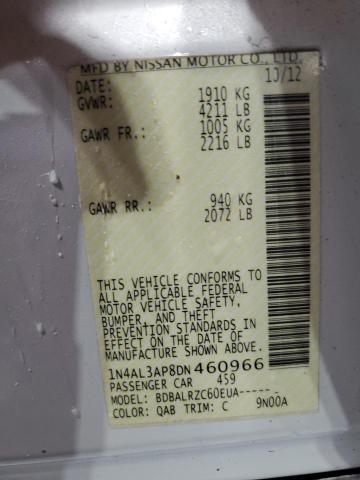 MFD BY NISSAN MOTOR CO., LTD.
DATE: 10/12
GVWR: 1910 KG
4211 LB
GAWR FR.: 1005 KG
2216 LB
GAWR RR.: 940 KG
2072 LB
THIS VEHICLE CONFORMS TO
ALL APPLICABLE FEDERAL
MOTOR VEHICLE SAFETY,
BUMPER, AND THEFT
PREVENTION STANDARDS IN
EFFECT ON THE DATE OF
MANUFACTURE SHOWN ABOVE.
1N4AL3AP8DN460966
PASSENGER CAR 459
MODEL: BDBALRZC60EUA-----
COLOR: QAB TRIM: C 9N00A